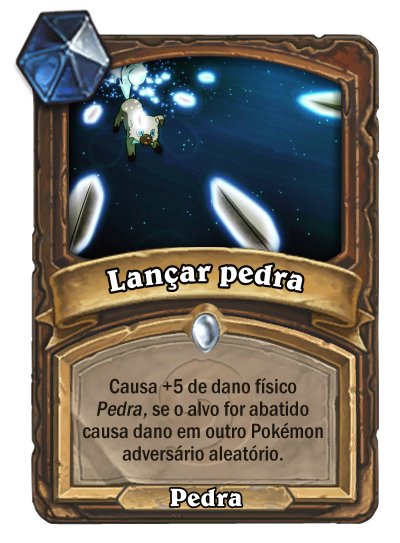 Lançar pedra
Causa +5 de dano físico
Pedra, se o alvo for abatido
causa dano em outro Pokémon
adversário aleatório.
Pedra